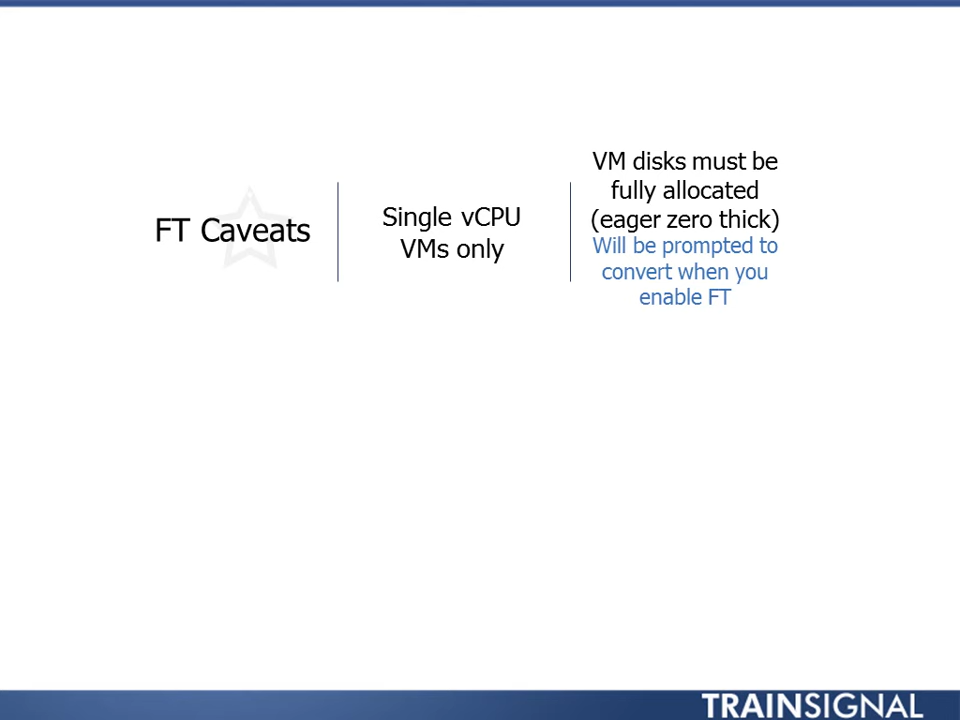 FT Caveats
Single vCPU
VMs only
VM disks must be
fully allocated
(eager zero thick)
Will be prompted to
convert when you
enable FT
TRAINSIGNAL